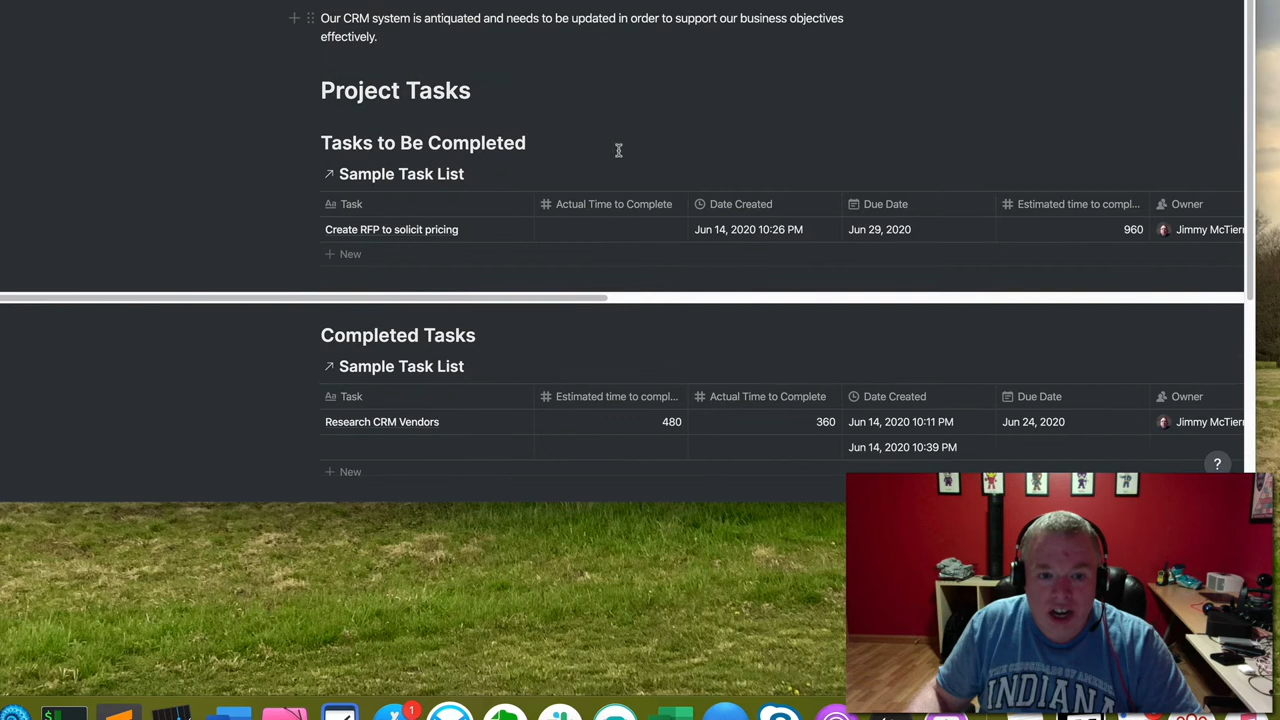 Our CRM system is antiquated and needs to be updated in order to support our business objectives
effectively.
Project Tasks
Tasks to Be Completed
Sample Task List
Aa Task # Actual Time to Complete Date Created Due Date # Estimated time to compl... Owner
Create RFP to solicit pricing Jun 14, 2020 10:26 PM Jun 29, 2020 960 Jimmy McTiern
+ New
Completed Tasks
Sample Task List
Aa Task # Estimated time to compl... # Actual Time to Complete Date Created Due Date Owner
Research CRM Vendors 480 360 Jun 14, 2020 10:11 PM Jun 24, 2020 Jimmy McTiern
Jun 14, 2020 10:39 PM
+ New
?
INDIANA
1